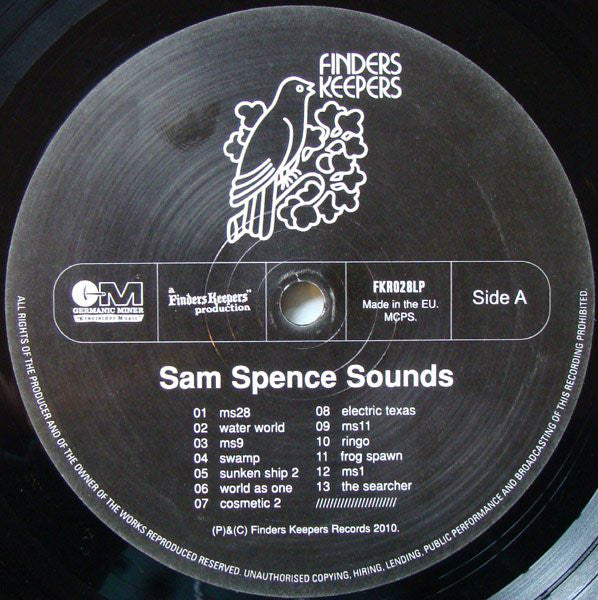 FINDERS
KEEPERS
GM
GERMANIC MINER
a
Finders Keepers
production
FKR028LP
Made in the EU.
MCPS.
Side A
Sam Spence Sounds
01 ms28
02 water world
03 ms9
04 swamp
05 sunken ship 2
06 world as one
07 cosmetic 2
08 electric texas
09 ms11
10 ringo
11 frog spawn
12 ms1
13 the searcher
///////////////////////
(P)&(C) Finders Keepers Records 2010.
ALL RIGHTS OF THE PRODUCER AND OF THE OWNER OF THE WORKS REPRODUCED RESERVED. UNAUTHORISED COPYING, HIRING, LENDING, PUBLIC PERFORMANCE AND BROADCASTING OF THIS RECORDING PROHIBITED.